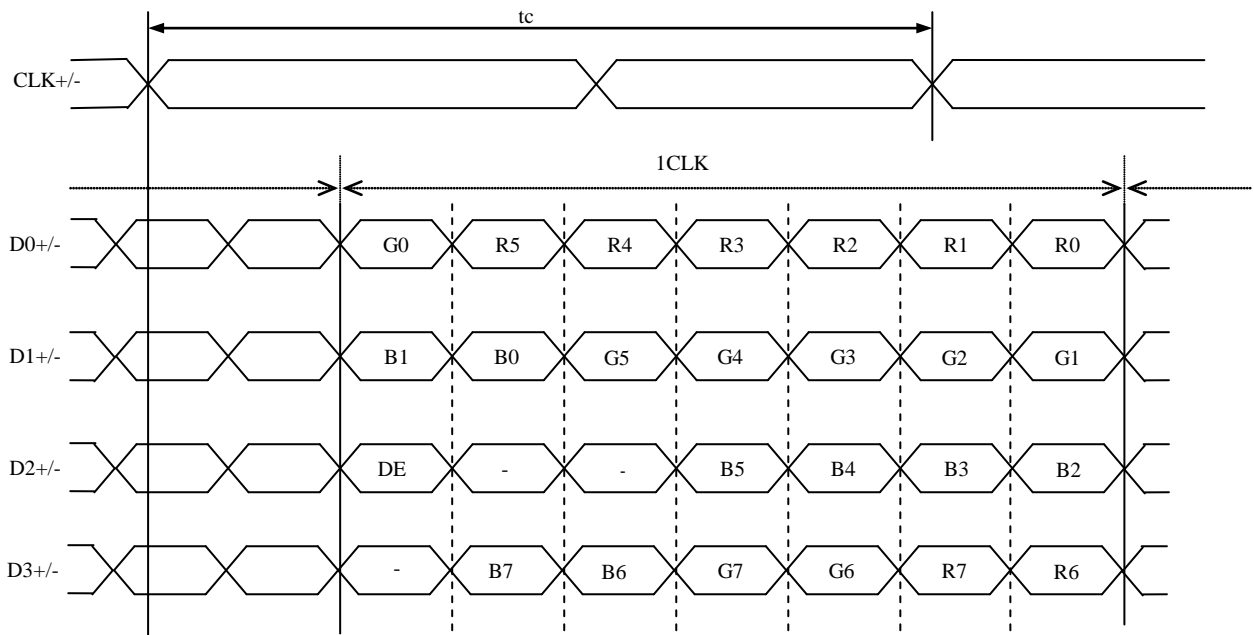 tc
CLK+/-
1CLK
D0+/- G0 R5 R4 R3 R2 R1 R0
D1+/- B1 B0 G5 G4 G3 G2 G1
D2+/- DE - - B5 B4 B3 B2
D3+/- - B7 B6 G7 G6 R7 R6